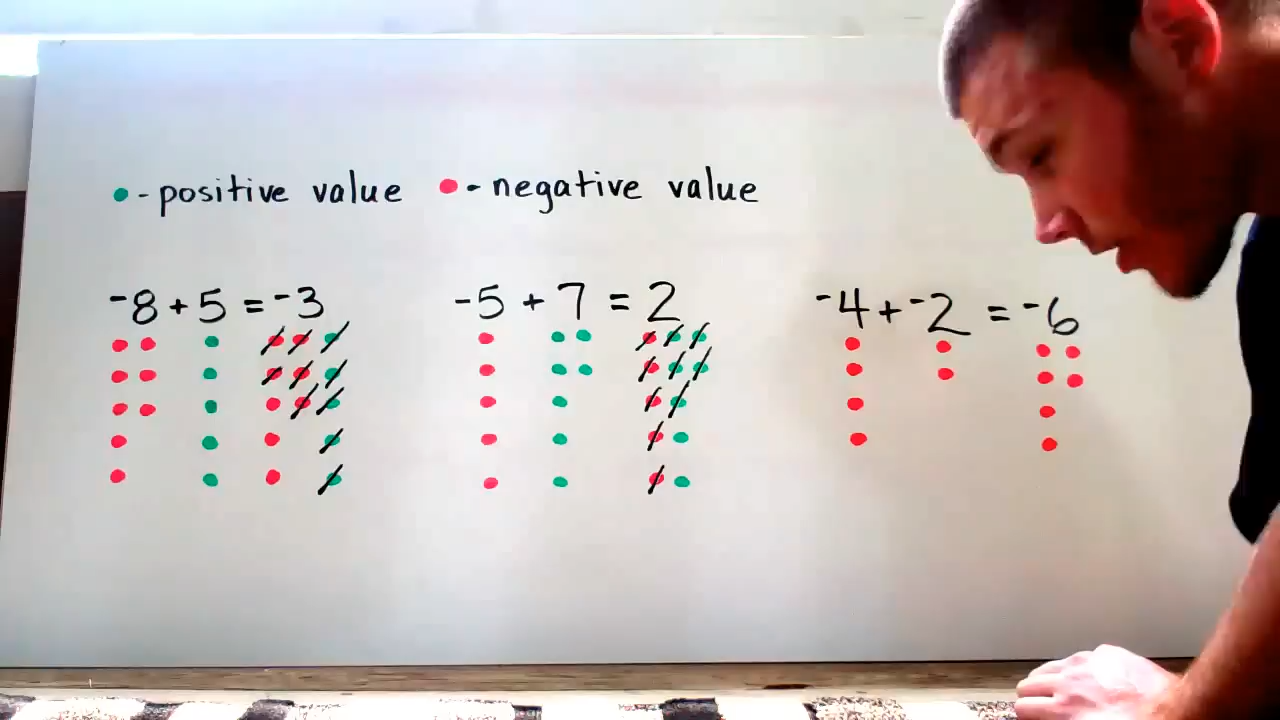 - positive value - negative value
-8 + 5 = -3 -5 + 7 = 2 -4 + -2 = -6